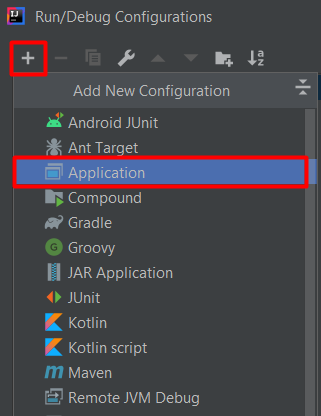 IJ
Run/Debug Configurations
Add New Configuration
Android JUnit
Ant Target
Application
Compound
Gradle
G Groovy
JAR Application
JUnit
Kotlin
Kotlin script
Maven
Remote JVM Debug